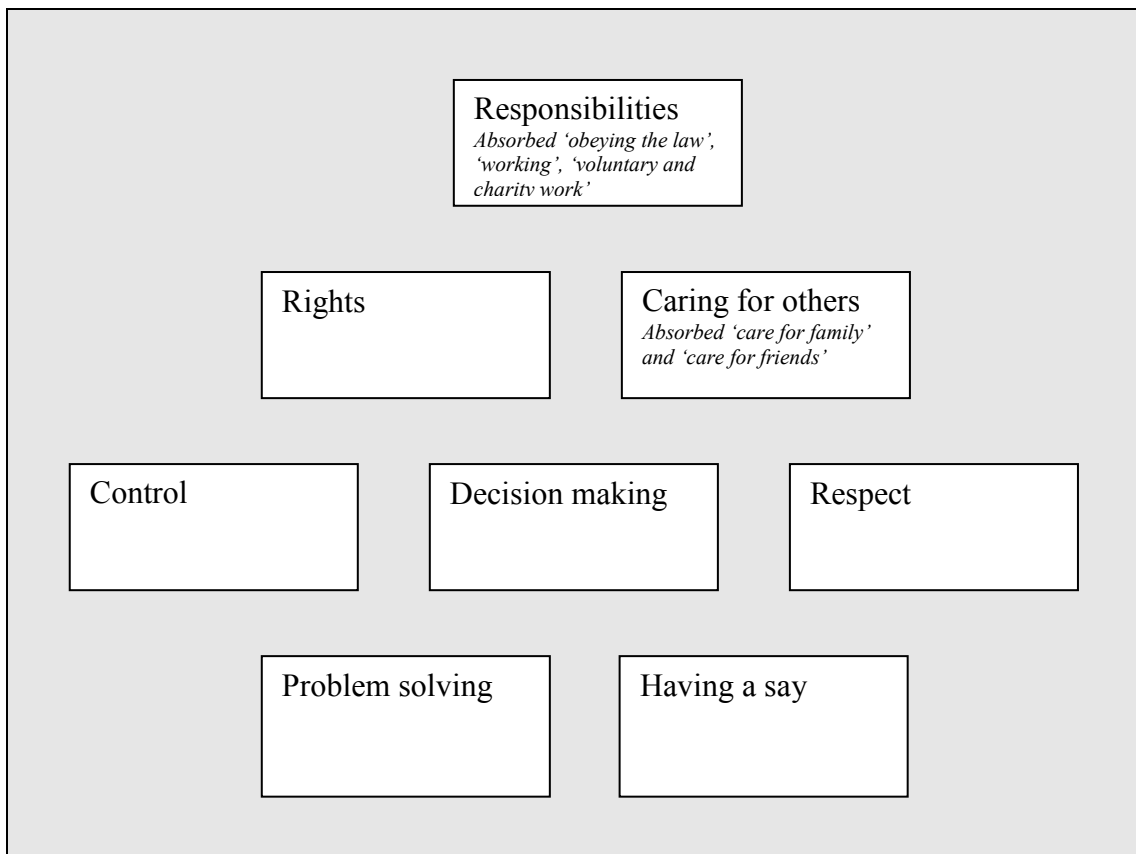 Responsibilities
Absorbed ‘obeying the law’,
‘working’, ‘voluntary and
charity work’
Rights
Caring for others
Absorbed ‘care for family’
and ‘care for friends’
Control
Decision making
Respect
Problem solving
Having a say